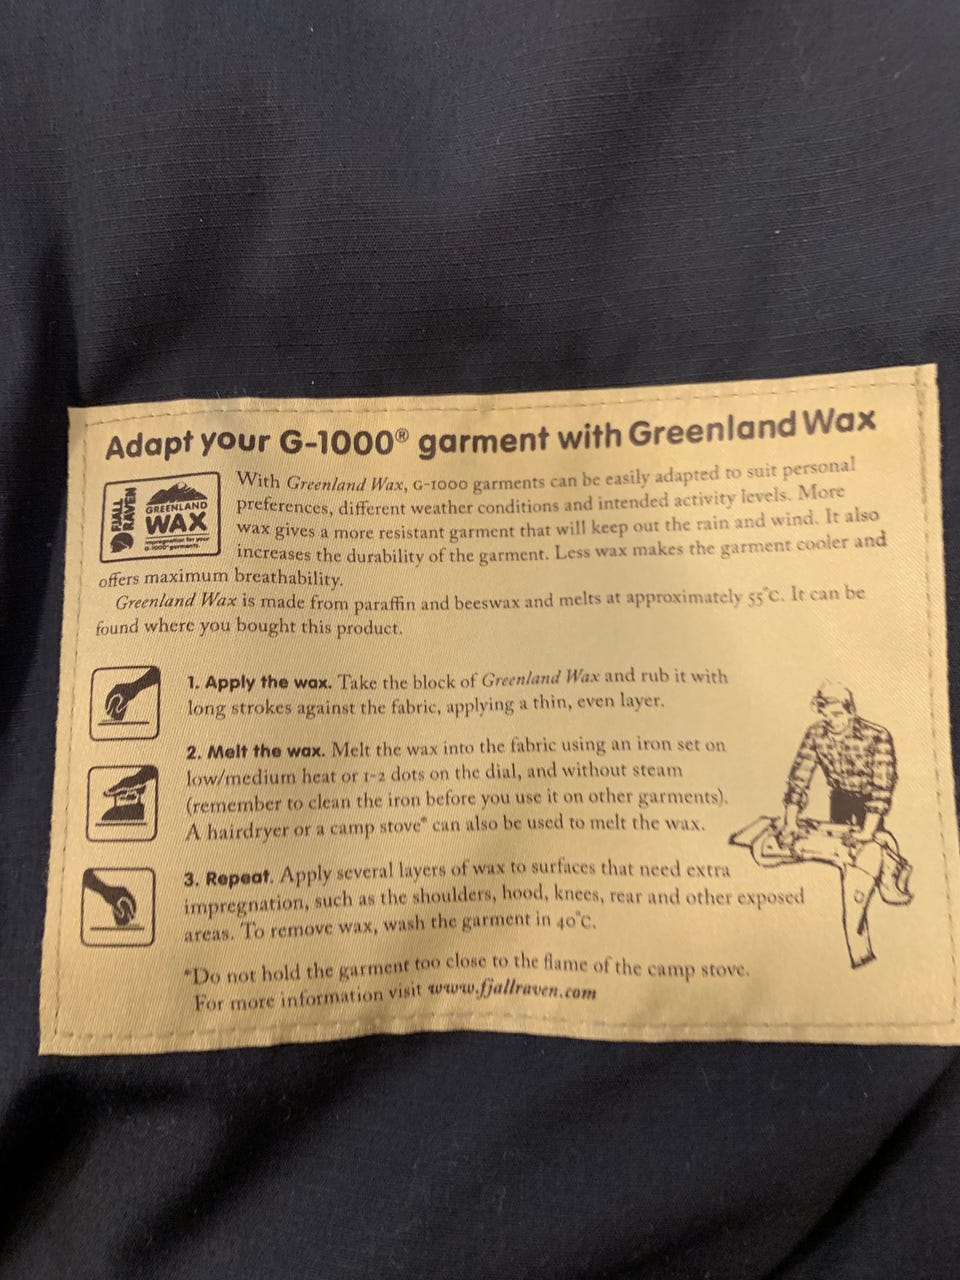 Adapt your G-1000® garment with Greenland Wax
FJALL
RAVEN
GREENLAND
WAX
impregnation for your
G-1000® garments
With Greenland Wax, G-1000 garments can be easily adapted to suit personal
preferences, different weather conditions and intended activity levels. More
wax gives a more resistant garment that will keep out the rain and wind. It also
increases the durability of the garment. Less wax makes the garment cooler and
offers maximum breathability.
Greenland Wax is made from paraffin and beeswax and melts at approximately 55°C. It can be
found where you bought this product.
1. Apply the wax. Take the block of Greenland Wax and rub it with
long strokes against the fabric, applying a thin, even layer.
2. Melt the wax. Melt the wax into the fabric using an iron set on
low/medium heat or 1-2 dots on the dial, and without steam
(remember to clean the iron before you use it on other garments).
A hairdryer or a camp stove* can also be used to melt the wax.
3. Repeat. Apply several layers of wax to surfaces that need extra
impregnation, such as the shoulders, hood, knees, rear and other exposed
areas. To remove wax, wash the garment in 40°C.
*Do not hold the garment too close to the flame of the camp stove.
For more information visit www.fjallraven.com